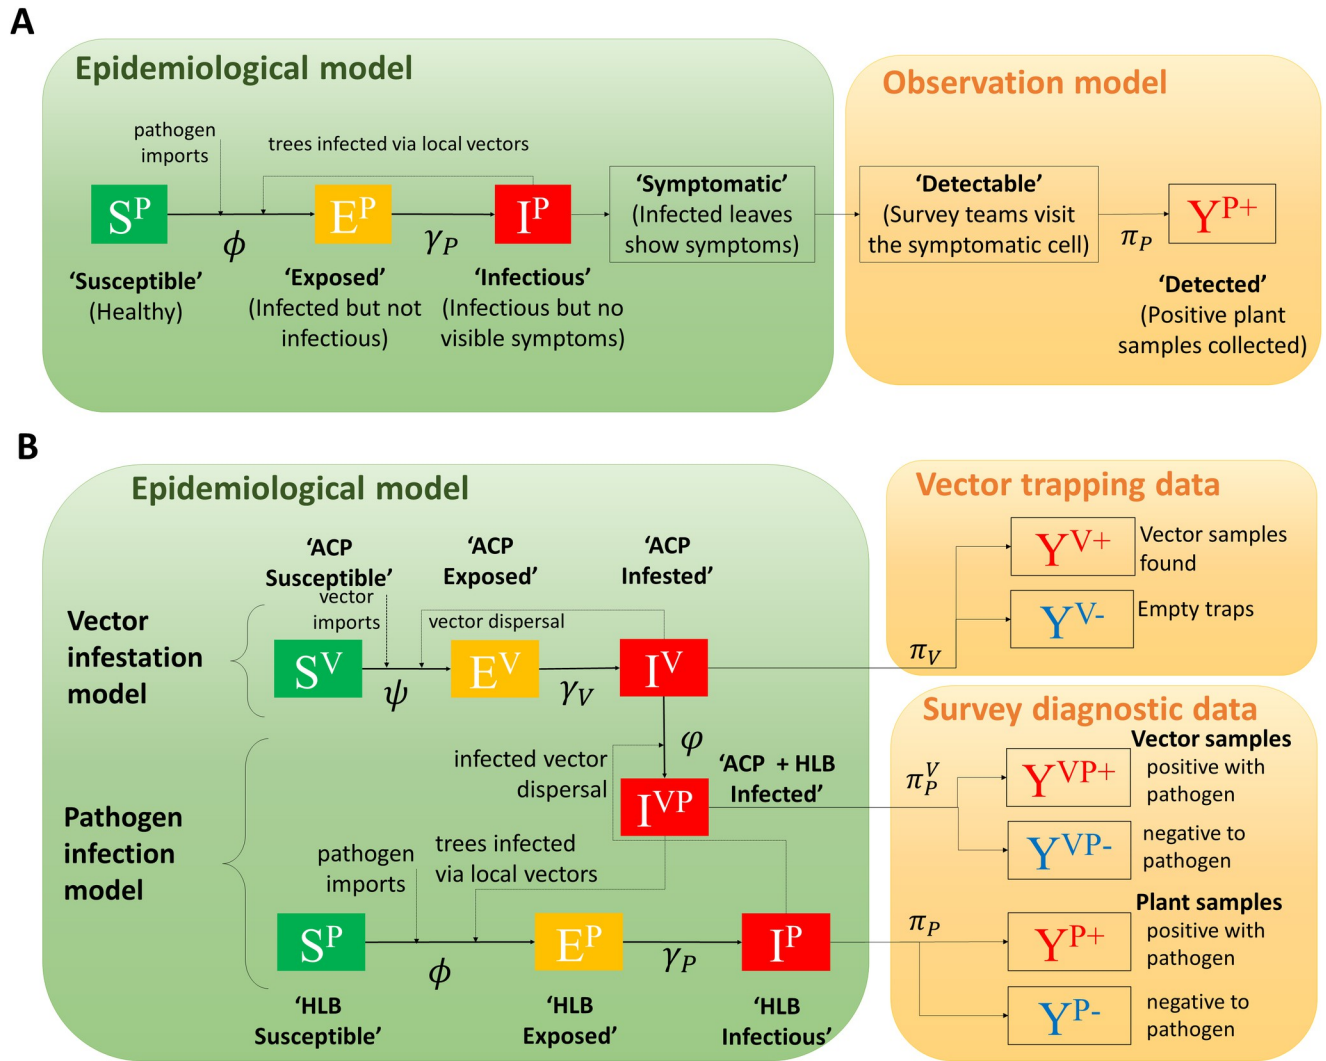 A
Epidemiological model
Observation model
pathogen
imports
trees infected via local vectors
S^P
ϕ
E^P
γ_P
I^P
'Symptomatic'
(Infected leaves
show symptoms)
'Detectable'
(Survey teams visit
the symptomatic cell)
π_P
Y^P+
'Susceptible'
(Healthy)
'Exposed'
(Infected but not
infectious)
'Infectious'
(Infectious but no
visible symptoms)
'Detected'
(Positive plant
samples collected)
B
Epidemiological model
Vector trapping data
'ACP
Susceptible'
'ACP
Exposed'
'ACP
Infested'
vector
imports
vector dispersal
Vector
infestation
model
S^V
ψ
E^V
γ_V
I^V
π_V
Y^V+
Vector samples
found
Y^V-
Empty traps
Survey diagnostic data
φ
infected vector
dispersal
'ACP + HLB
Infected'
I^VP
π_P^V
Vector samples
Y^VP+
positive with
pathogen
Y^VP-
negative to
pathogen
Pathogen
infection
model
pathogen
imports
trees infected
via local vectors
S^P
ϕ
E^P
γ_P
I^P
π_P
Plant samples
Y^P+
positive with
pathogen
Y^P-
negative to
pathogen
'HLB
Susceptible'
'HLB
Exposed'
'HLB
Infectious'